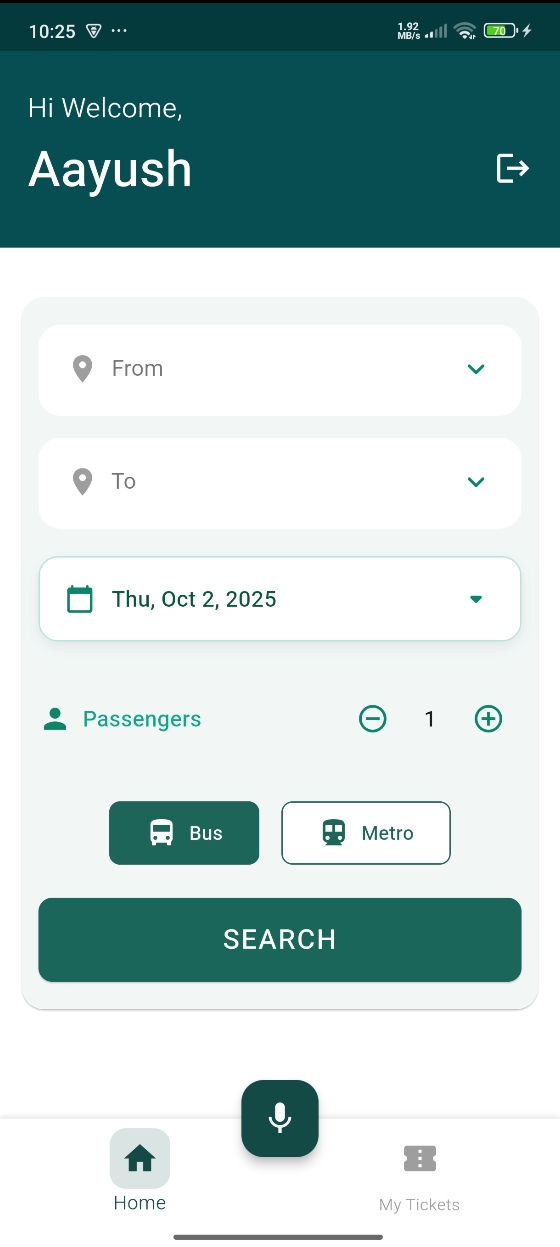 10:25
1.92
MB/s
70
Hi Welcome,
Aayush
From
To
Thu, Oct 2, 2025
Passengers
1
Bus
Metro
SEARCH
Home
My Tickets